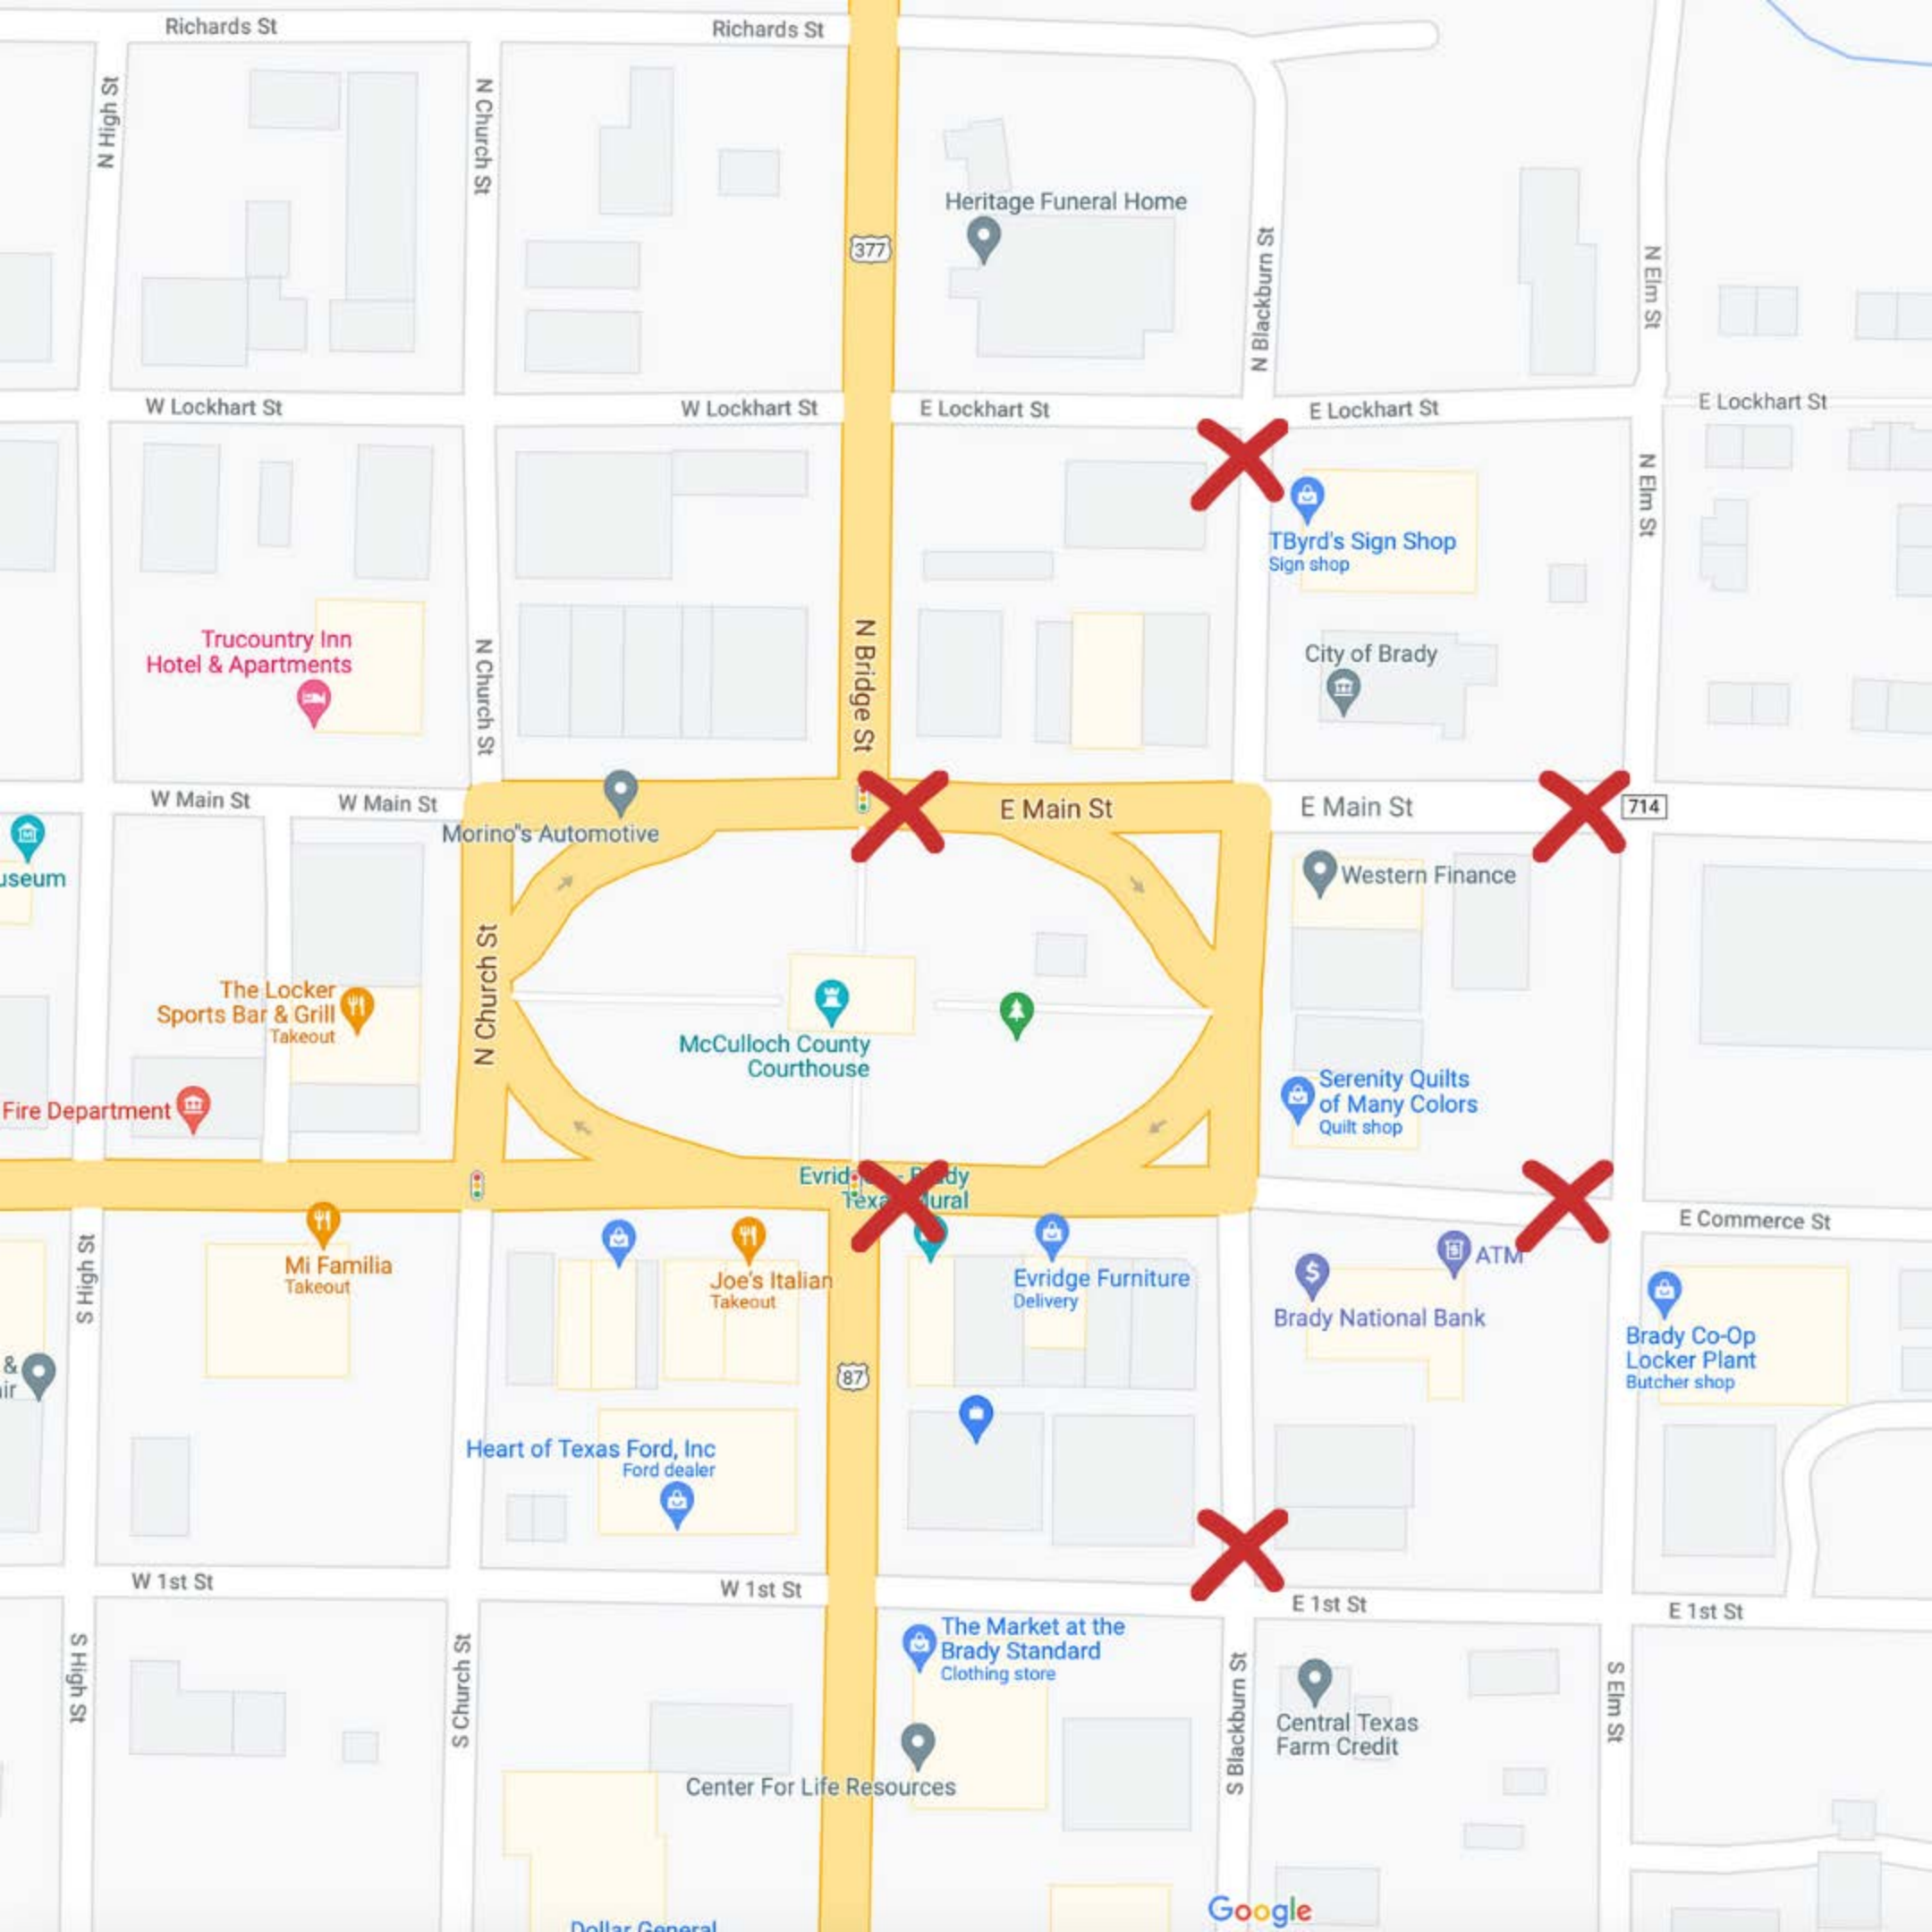 Richards St
Richards St
N High St
N Church St
Heritage Funeral Home
377
N Blackburn St
N Elm St
W Lockhart St
W Lockhart St
E Lockhart St
E Lockhart St
E Lockhart St
N Elm St
TByrd's Sign Shop
Sign shop
Trucountry Inn
Hotel & Apartments
N Church St
N Bridge St
City of Brady
W Main St
W Main St
Morino"s Automotive
E Main St
E Main St
714
useum
Western Finance
N Church St
The Locker
Sports Bar & Grill
Takeout
McCulloch County
Courthouse
Serenity Quilts
of Many Colors
Quilt shop
Fire Department
Mural
E Commerce St
S High St
Mi Familia
Takeout
Joe's Italian
Takeout
Evridge Furniture
Delivery
ATM
Brady National Bank
Brady Co-Op
Locker Plant
Butcher shop
&
ir
87
Heart of Texas Ford, Inc
Ford dealer
W 1st St
W 1st St
E 1st St
E 1st St
S High St
S Church St
The Market at the
Brady Standard
Clothing store
S Blackburn St
S Elm St
Central Texas
Farm Credit
Center For Life Resources
Google
Dollar General